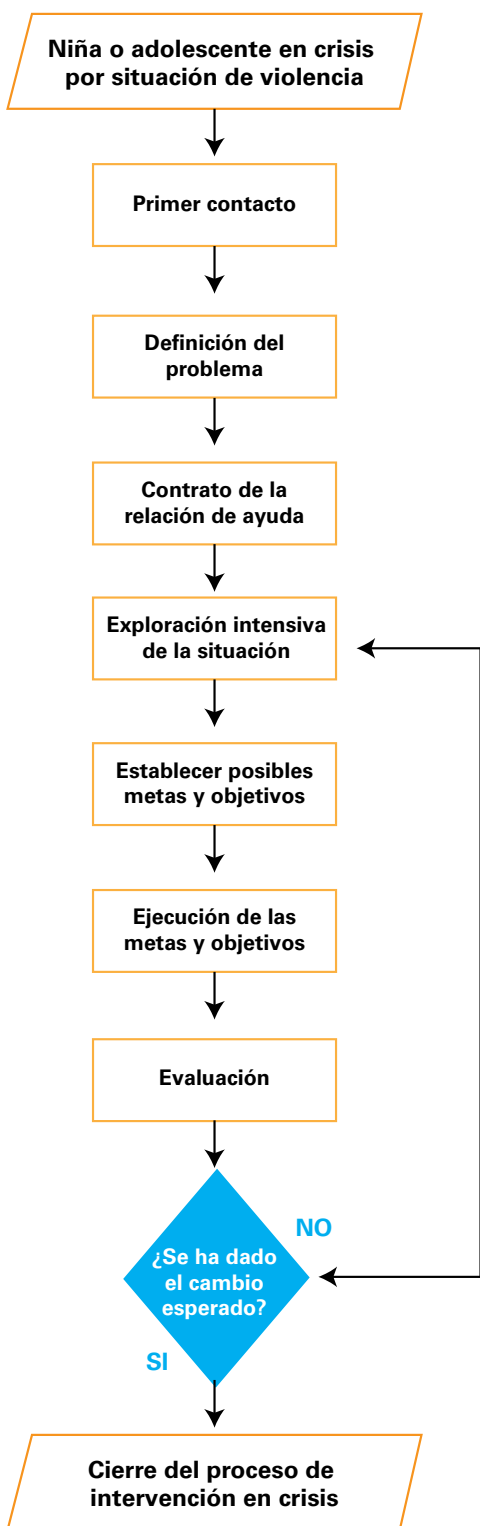 Niña o adolescente en crisis
por situación de violencia
Primer contacto
Definición del
problema
Contrato de la
relación de ayuda
Exploración intensiva
de la situación
Establecer posibles
metas y objetivos
Ejecución de las
metas y objetivos
Evaluación
NO
¿Se ha dado
el cambio
esperado?
SI
Cierre del proceso de
intervención en crisis